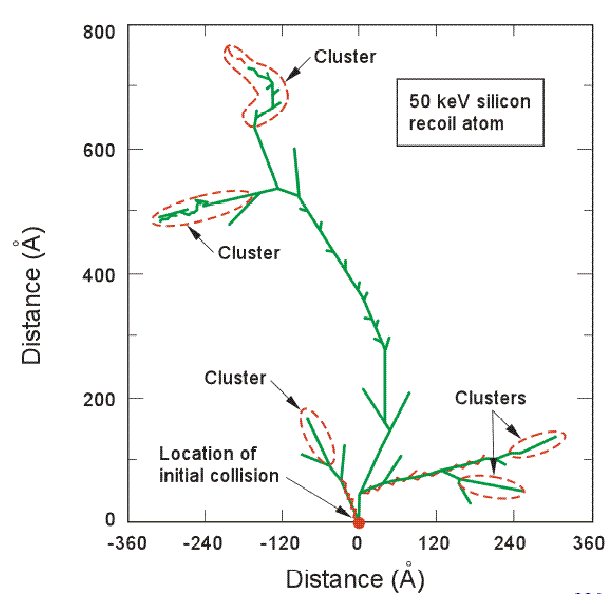 800
600
400
200
0
Distance (Å)
Cluster
50 keV silicon
recoil atom
Cluster
Cluster
Clusters
Location of
initial collision
-360
-240
-120
0
120
240
360
Distance (Å)